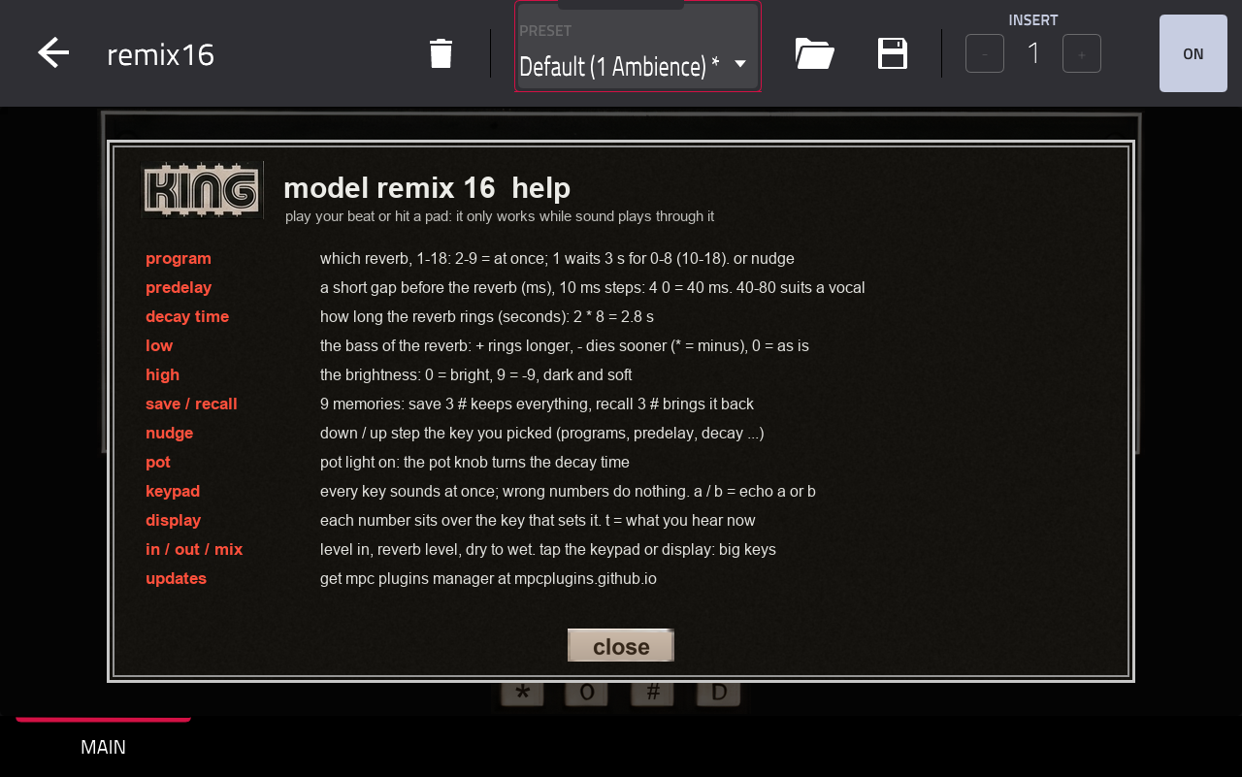 remix16
PRESET
Default (1 Ambience) *
INSERT
- 1 +
ON
KING
model remix 16 help
play your beat or hit a pad: it only works while sound plays through it
program which reverb, 1-18: 2-9 = at once; 1 waits 3 s for 0-8 (10-18). or nudge
predelay a short gap before the reverb (ms), 10 ms steps: 4 0 = 40 ms. 40-80 suits a vocal
decay time how long the reverb rings (seconds): 2 * 8 = 2.8 s
low the bass of the reverb: + rings longer, - dies sooner (* = minus), 0 = as is
high the brightness: 0 = bright, 9 = -9, dark and soft
save / recall 9 memories: save 3 # keeps everything, recall 3 # brings it back
nudge down / up step the key you picked (programs, predelay, decay ...)
pot pot light on: the pot knob turns the decay time
keypad every key sounds at once; wrong numbers do nothing. a / b = echo a or b
display each number sits over the key that sets it. t = what you hear now
in / out / mix level in, reverb level, dry to wet. tap the keypad or display: big keys
updates get mpc plugins manager at mpcplugins.github.io
close
* 0 # D
MAIN